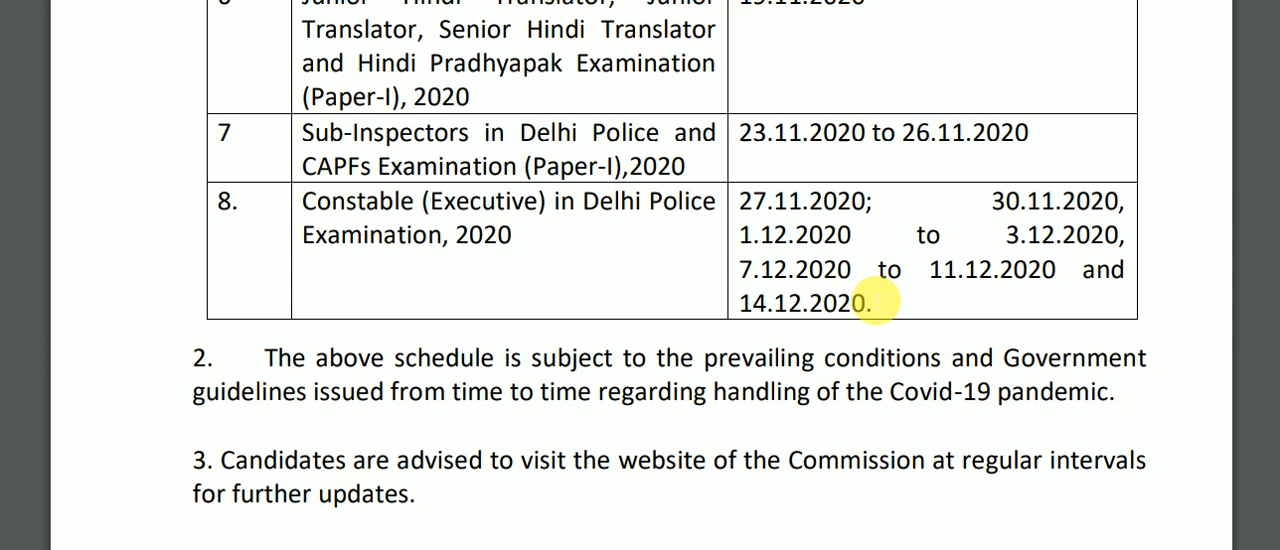 Translator, Senior Hindi Translator
and Hindi Pradhyapak Examination
(Paper-I), 2020
7 Sub-Inspectors in Delhi Police and 23.11.2020 to 26.11.2020
CAPFs Examination (Paper-I),2020
8. Constable (Executive) in Delhi Police 27.11.2020; 30.11.2020,
Examination, 2020 1.12.2020 to 3.12.2020,
7.12.2020 to 11.12.2020 and
14.12.2020.
2. The above schedule is subject to the prevailing conditions and Government
guidelines issued from time to time regarding handling of the Covid-19 pandemic.
3. Candidates are advised to visit the website of the Commission at regular intervals
for further updates.